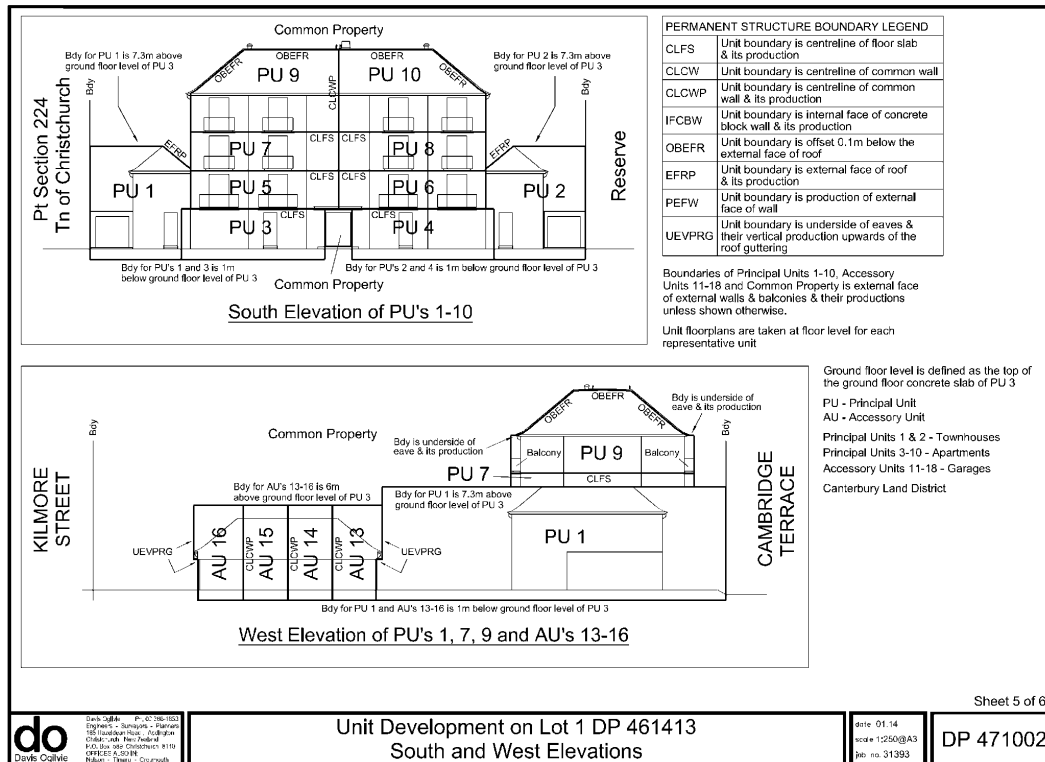 Common Property
Bdy for PU 1 is 7.3m above
ground floor level of PU 3
Bdy for PU 2 is 7.3m above
ground floor level of PU 3
OBEFR
OBEFR
OBEFR
OBEFR
PU 9
PU 10
CLCWP
Bdy
Bdy
Pt Section 224
Tn of Christchurch
Reserve
EFRP
EFRP
CLFS
CLFS
PU 7
PU 8
CLFS
CLFS
PU 1
PU 5
PU 6
PU 2
CLFS
CLFS
PU 3
PU 4
Bdy for PU's 1 and 3 is 1m
below ground floor level of PU 3
Bdy for PU's 2 and 4 is 1m below ground floor level of PU 3
Common Property
South Elevation of PU's 1-10
PERMANENT STRUCTURE BOUNDARY LEGEND
CLFS Unit boundary is centreline of floor slab
& its production
CLCW Unit boundary is centreline of common wall
CLCWP Unit boundary is centreline of common
wall & its production
IFCBW Unit boundary is internal face of concrete
block wall & its production
OBEFR Unit boundary is offset 0.1m below the
external face of roof
EFRP Unit boundary is external face of roof
& its production
PEFW Unit boundary is production of external
face of wall
UEVPRG Unit boundary is underside of eaves &
their vertical production upwards of the
roof guttering
Boundaries of Principal Units 1-10, Accessory
Units 11-18 and Common Property is external face
of external walls & balconies & their productions
unless shown otherwise.
Unit floorplans are taken at floor level for each
representative unit
Ground floor level is defined as the top of
the ground floor concrete slab of PU 3
PU - Principal Unit
AU - Accessory Unit
Principal Units 1 & 2 - Townhouses
Principal Units 3-10 - Apartments
Accessory Units 11-18 - Garages
Canterbury Land District
Bdy
Bdy
Common Property
OBEFR
OBEFR
OBEFR
Bdy is underside of
eave & its production
Bdy is underside of
eave & its production
Balcony
PU 9
Balcony
PU 7
CLFS
Bdy for AU's 13-16 is 6m
above ground floor level of PU 3
Bdy for PU 1 is 7.3m above
ground floor level of PU 3
KILMORE
STREET
CAMBRIDGE
TERRACE
UEVPRG
AU 16
CLCWP
AU 15
CLCWP
AU 14
CLCWP
AU 13
UEVPRG
PU 1
Bdy for PU 1 and AU's 13-16 is 1m below ground floor level of PU 3
West Elevation of PU's 1, 7, 9 and AU's 13-16
Sheet 5 of 6
do
Davis Ogilvie
Engineers - Surveyors - Planners
Unit Development on Lot 1 DP 461413
South and West Elevations
date 01.14
scale 1:250@A3
job no. 31393
DP 471002